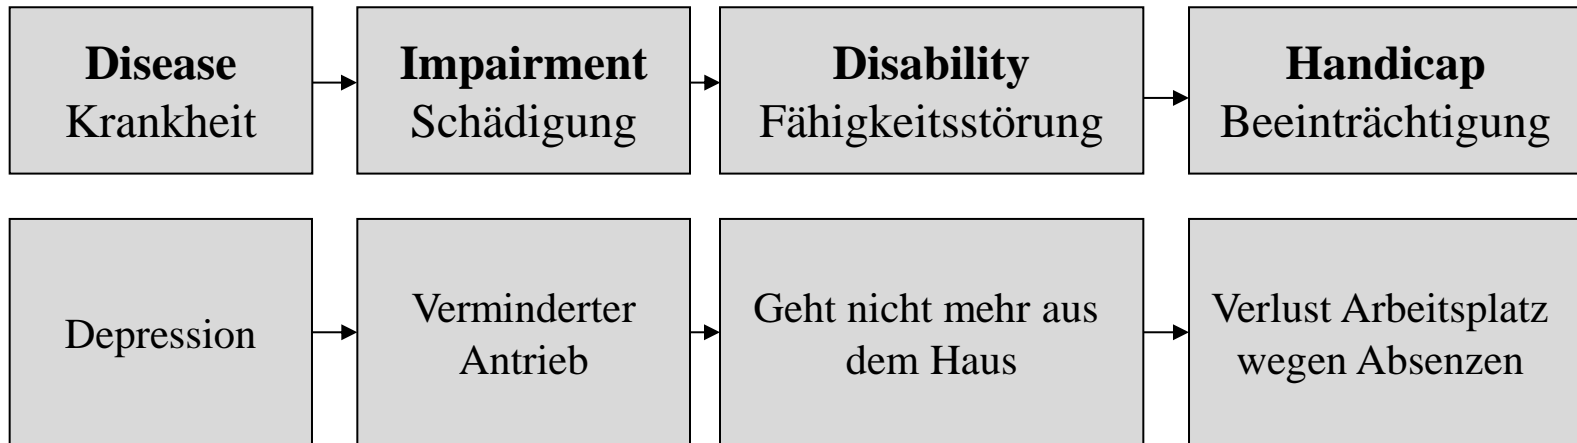 Disease
Krankheit
Impairment
Schädigung
Disability
Fähigkeitsstörung
Handicap
Beeinträchtigung
Depression
Verminderter
Antrieb
Geht nicht mehr aus
dem Haus
Verlust Arbeitsplatz
wegen Absenzen